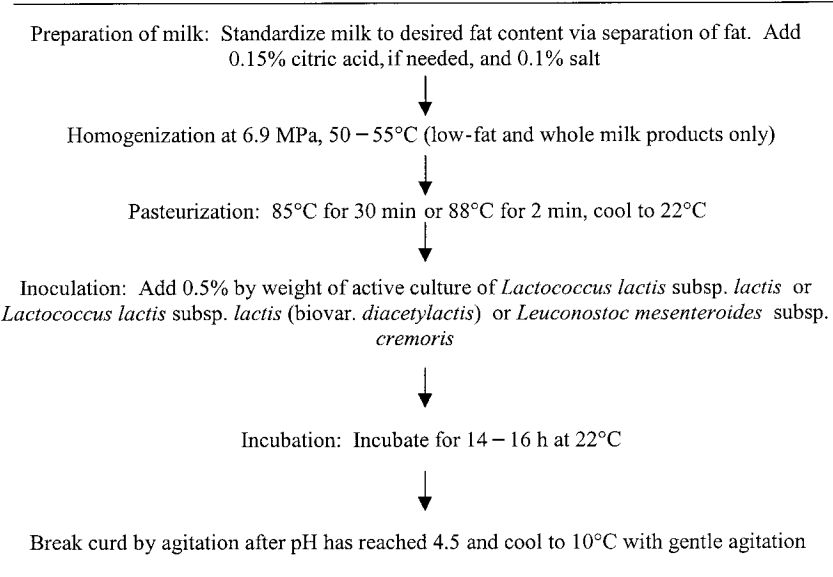 Preparation of milk: Standardize milk to desired fat content via separation of fat. Add
0.15% citric acid, if needed, and 0.1% salt
Homogenization at 6.9 MPa, 50 – 55°C (low-fat and whole milk products only)
Pasteurization: 85°C for 30 min or 88°C for 2 min, cool to 22°C
Inoculation: Add 0.5% by weight of active culture of Lactococcus lactis subsp. lactis or
Lactococcus lactis subsp. lactis (biovar. diacetylactis) or Leuconostoc mesenteroides subsp.
cremoris
Incubation: Incubate for 14 – 16 h at 22°C
Break curd by agitation after pH has reached 4.5 and cool to 10°C with gentle agitation